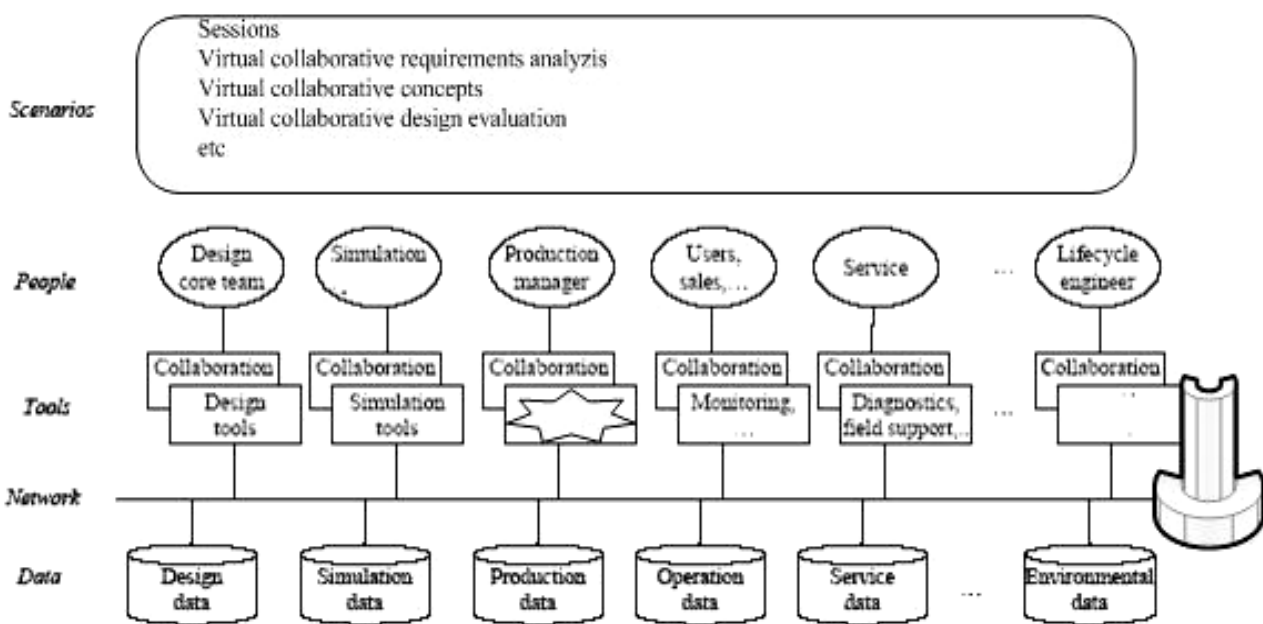 Sessions
Virtual collaborative requirements analyzis
Virtual collaborative concepts
Virtual collaborative design evaluation
etc
Scenarios
People
Design
core team
Simulation
.
Production
manager
Users,
sales,...
Service
...
Lifecycle
engineer
Tools
Collaboration
Design
tools
Collaboration
Simulation
tools
Collaboration
Collaboration
Monitoring,
...
Collaboration
Diagnostics,
field support,..
...
Collaboration
Network
Data
Design
data
Simulation
data
Production
data
Operation
data
Service
data
...
Environmental
data